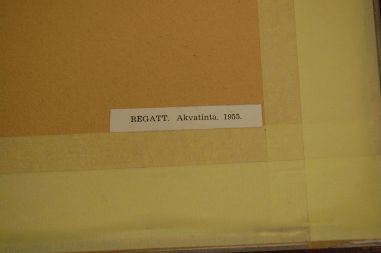 REGATT. Akvatinta. 1955.